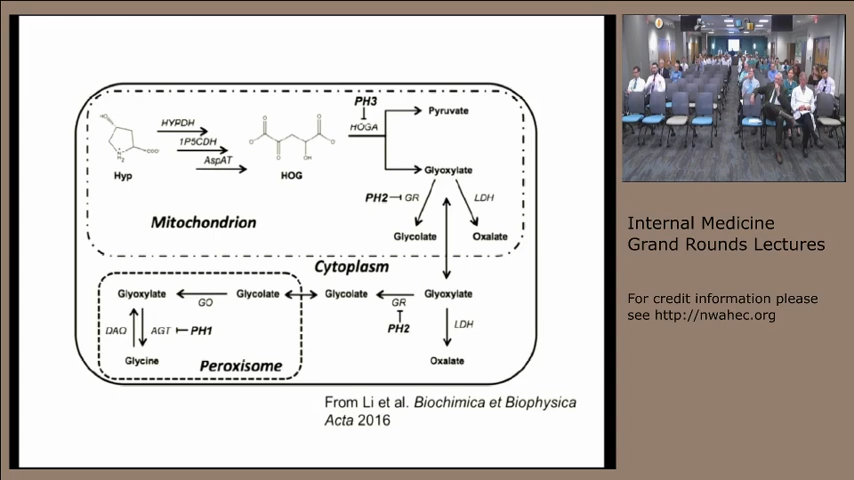 PH3
HYPDH
HOGA
Pyruvate
1P5CDH
AspAT
Hyp
HOG
Glyoxylate
PH2
GR
LDH
Mitochondrion
Glycolate
Oxalate
Cytoplasm
Glyoxylate
Glycolate
Glycolate
Glyoxylate
GO
GR
DAO
AGT
PH1
PH2
LDH
Glycine
Peroxisome
Oxalate
From Li et al. Biochimica et Biophysica
Acta 2016
Internal Medicine
Grand Rounds Lectures
For credit information please
see http://nwahec.org